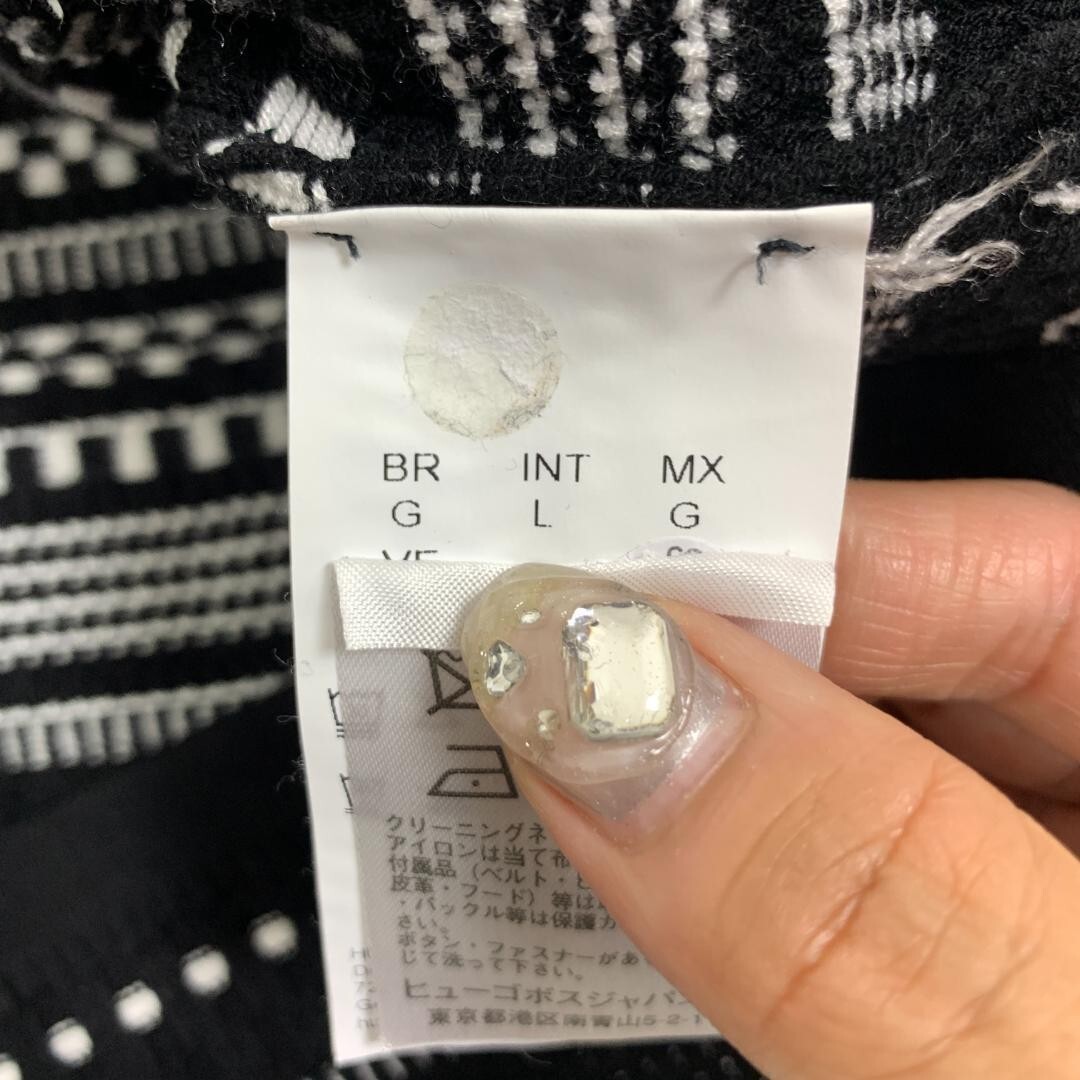 BR INT MX
G L G
クリーニングネ
アイロンは当て布
付属品（ベルト・ビ
皮革・フード）等は
・バックル等は保護カ
さい。
ボタン・ファスナーがあ
じて洗って下さい。
ヒューゴボスジャパン
東京都港区南青山5-2-1